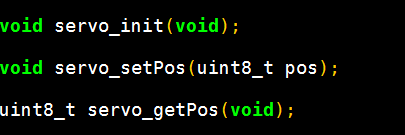 void servo_init(void);
void servo_setPos(uint8_t pos);
uint8_t servo_getPos(void);